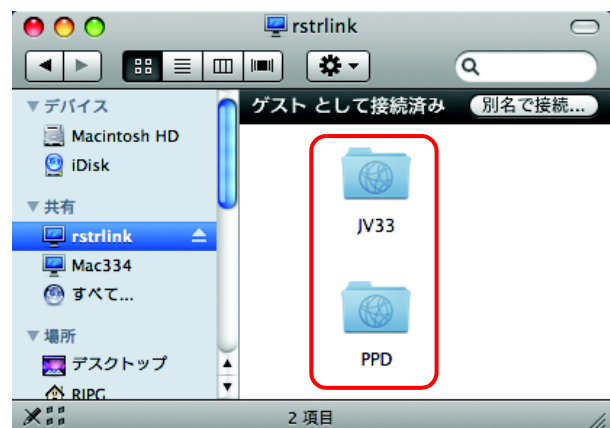 rstrlink
デバイス
Macintosh HD
iDisk
共有
rstrlink
Mac334
すべて...
場所
デスクトップ
RIPG
ゲスト として接続済み
別名で接続...
JV33
PPD
2 項目